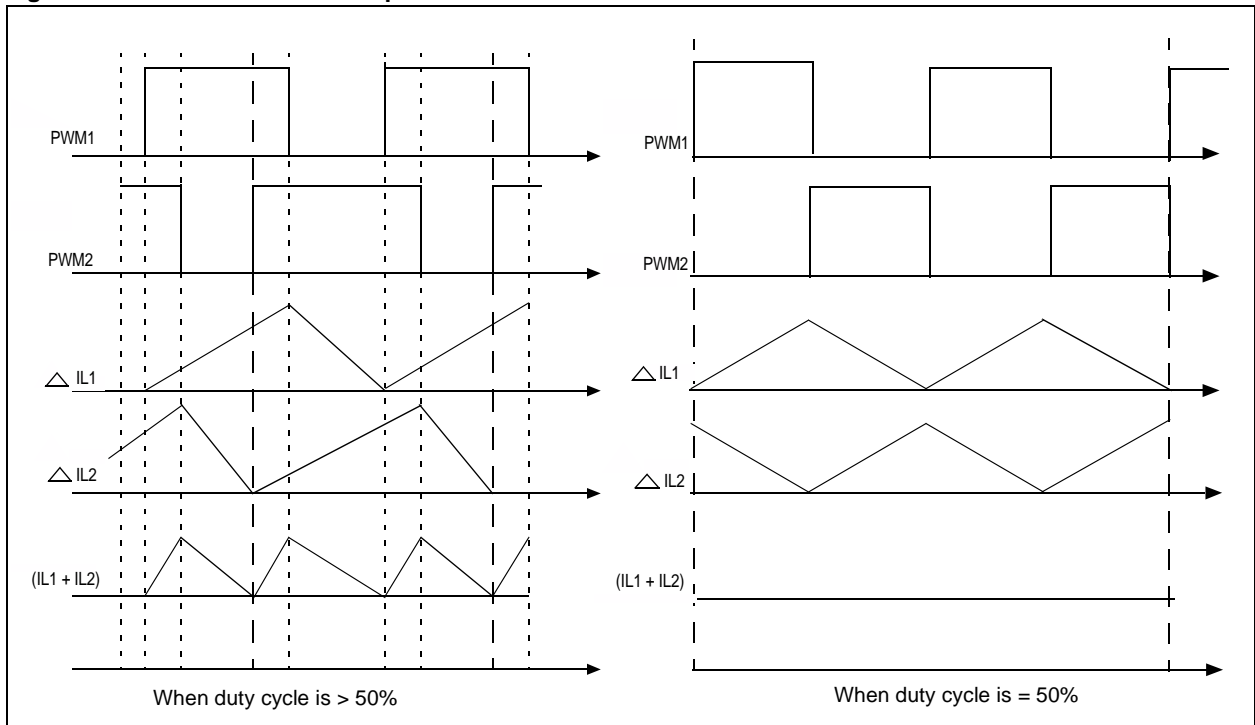 PWM1
PWM2
△ IL1
△ IL2
(IL1 + IL2)
When duty cycle is > 50%
PWM1
PWM2
△ IL1
△ IL2
(IL1 + IL2)
When duty cycle is = 50%